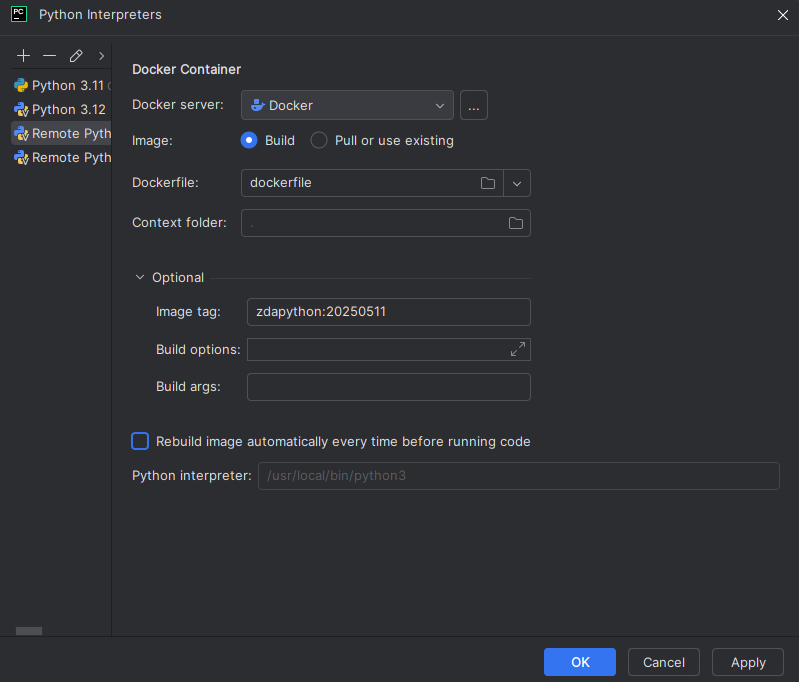 PC Python Interpreters
Python 3.11
Python 3.12
Remote Pyth
Remote Pyth
Docker Container
Docker server: Docker ...
Image: Build Pull or use existing
Dockerfile: dockerfile
Context folder: .
Optional
Image tag: zdapython:20250511
Build options:
Build args:
Rebuild image automatically every time before running code
Python interpreter: /usr/local/bin/python3
OK Cancel Apply